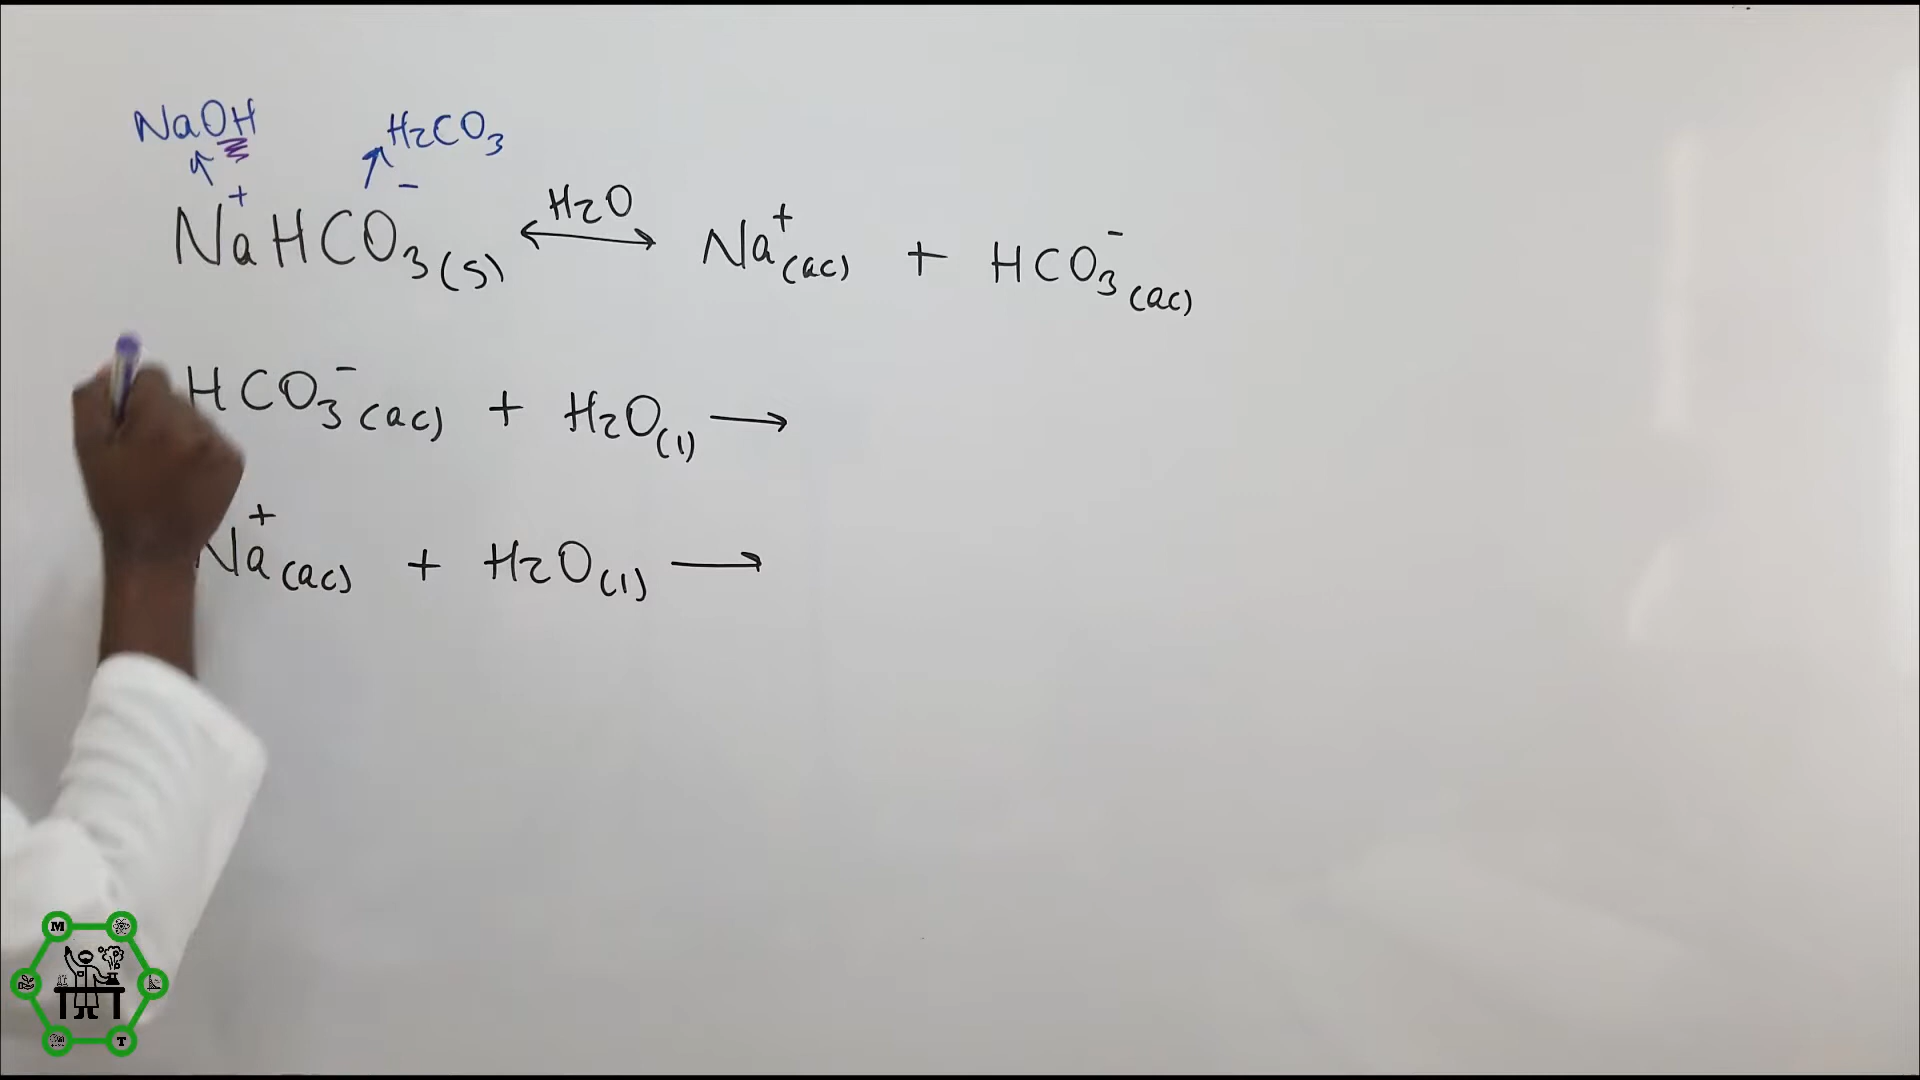 NaOH H₂CO₃
NaHCO₃(s) ⟷ H₂O Na⁺(ac) + HCO₃⁻(ac)
HCO₃⁻(ac) + H₂O(l) ⟶
Na⁺(ac) + H₂O(l) ⟶
M
T